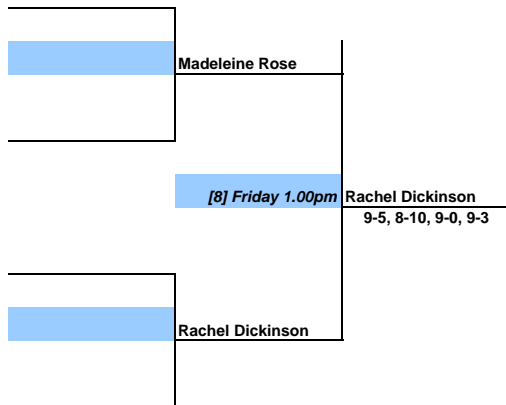 Madeleine Rose
[8] Friday 1.00pm
Rachel Dickinson
9-5, 8-10, 9-0, 9-3
Rachel Dickinson